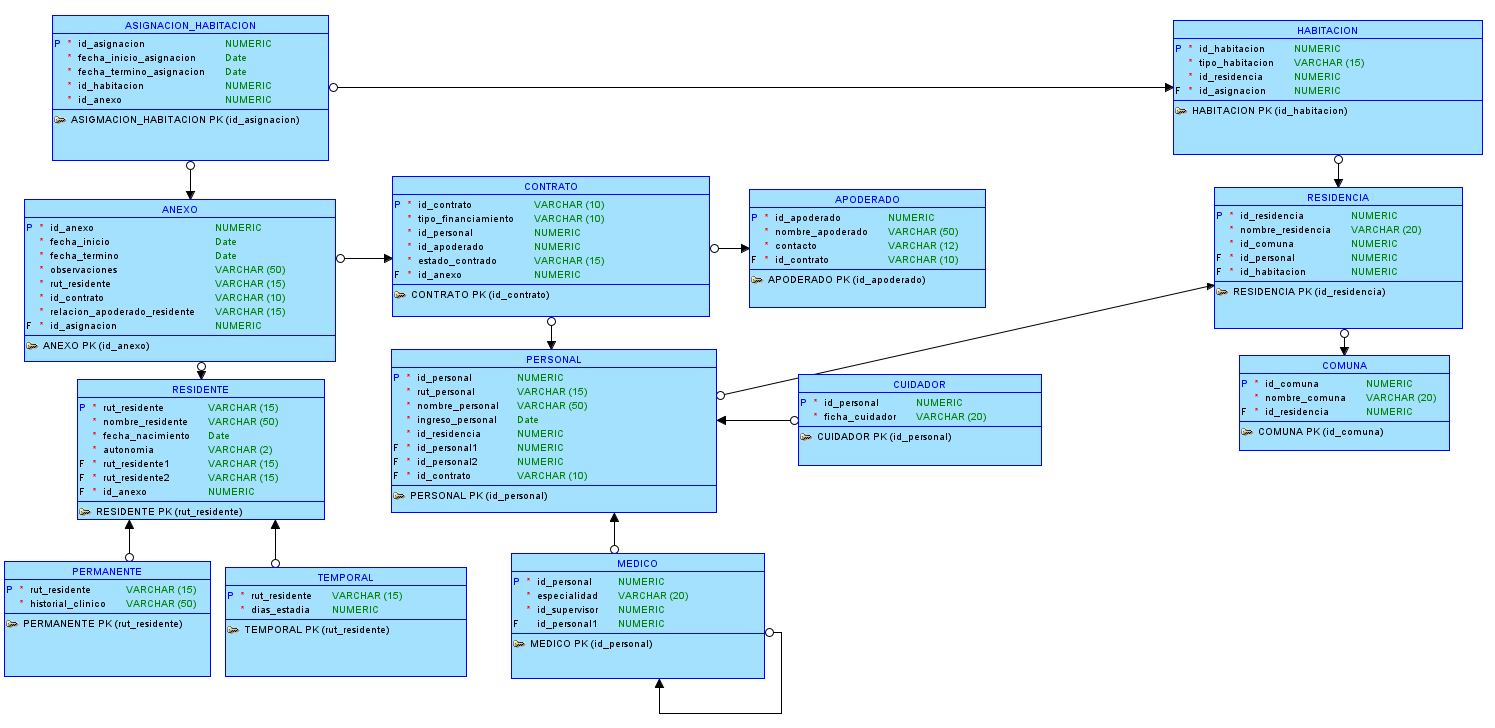 ASIGNACION_HABITACION
P * id_asignacion NUMERIC
* fecha_inicio_asignacion Date
* fecha_termino_asignacion Date
* id_habitacion NUMERIC
* id_anexo NUMERIC
ASIGMACION_HABITACION PK (id_asignacion)
HABITACION
P * id_habitacion NUMERIC
* tipo_habitacion VARCHAR (15)
* id_residencia NUMERIC
F * id_asignacion NUMERIC
HABITACION PK (id_habitacion)
ANEXO
P * id_anexo NUMERIC
* fecha_inicio Date
* fecha_termino Date
* observaciones VARCHAR (50)
* rut_residente VARCHAR (15)
* id_contrato VARCHAR (10)
* relacion_apoderado_residente VARCHAR (15)
F * id_asignacion NUMERIC
ANEXO PK (id_anexo)
CONTRATO
P * id_contrato VARCHAR (10)
* tipo_financiamiento VARCHAR (10)
* id_personal NUMERIC
* id_apoderado NUMERIC
* estado_contrado VARCHAR (15)
F * id_anexo NUMERIC
CONTRATO PK (id_contrato)
APODERADO
P * id_apoderado NUMERIC
* nombre_apoderado VARCHAR (50)
* contacto VARCHAR (12)
F * id_contrato VARCHAR (10)
APODERADO PK (id_apoderado)
RESIDENCIA
P * id_residencia NUMERIC
* nombre_residencia VARCHAR (20)
* id_comuna NUMERIC
F * id_personal NUMERIC
F * id_habitacion NUMERIC
RESIDENCIA PK (id_residencia)
RESIDENTE
P * rut_residente VARCHAR (15)
* nombre_residente VARCHAR (50)
* fecha_nacimiento Date
* autonomia VARCHAR (2)
F * rut_residente1 VARCHAR (15)
F * rut_residente2 VARCHAR (15)
F * id_anexo NUMERIC
RESIDENTE PK (rut_residente)
PERSONAL
P * id_personal NUMERIC
* rut_personal VARCHAR (15)
* nombre_personal VARCHAR (50)
* ingreso_personal Date
* id_residencia NUMERIC
F * id_personal1 NUMERIC
F * id_personal2 NUMERIC
F * id_contrato VARCHAR (10)
PERSONAL PK (id_personal)
CUIDADOR
P * id_personal NUMERIC
* ficha_cuidador VARCHAR (20)
CUIDADOR PK (id_personal)
COMUNA
P * id_comuna NUMERIC
* nombre_comuna VARCHAR (20)
F * id_residencia NUMERIC
COMUNA PK (id_comuna)
PERMANENTE
P * rut_residente VARCHAR (15)
* historial_clinico VARCHAR (50)
PERMANENTE PK (rut_residente)
TEMPORAL
P * rut_residente VARCHAR (15)
* dias_estadia NUMERIC
TEMPORAL PK (rut_residente)
MEDICO
P * id_personal NUMERIC
* especialidad VARCHAR (20)
* id_supervisor NUMERIC
F id_personal1 NUMERIC
MEDICO PK (id_personal)